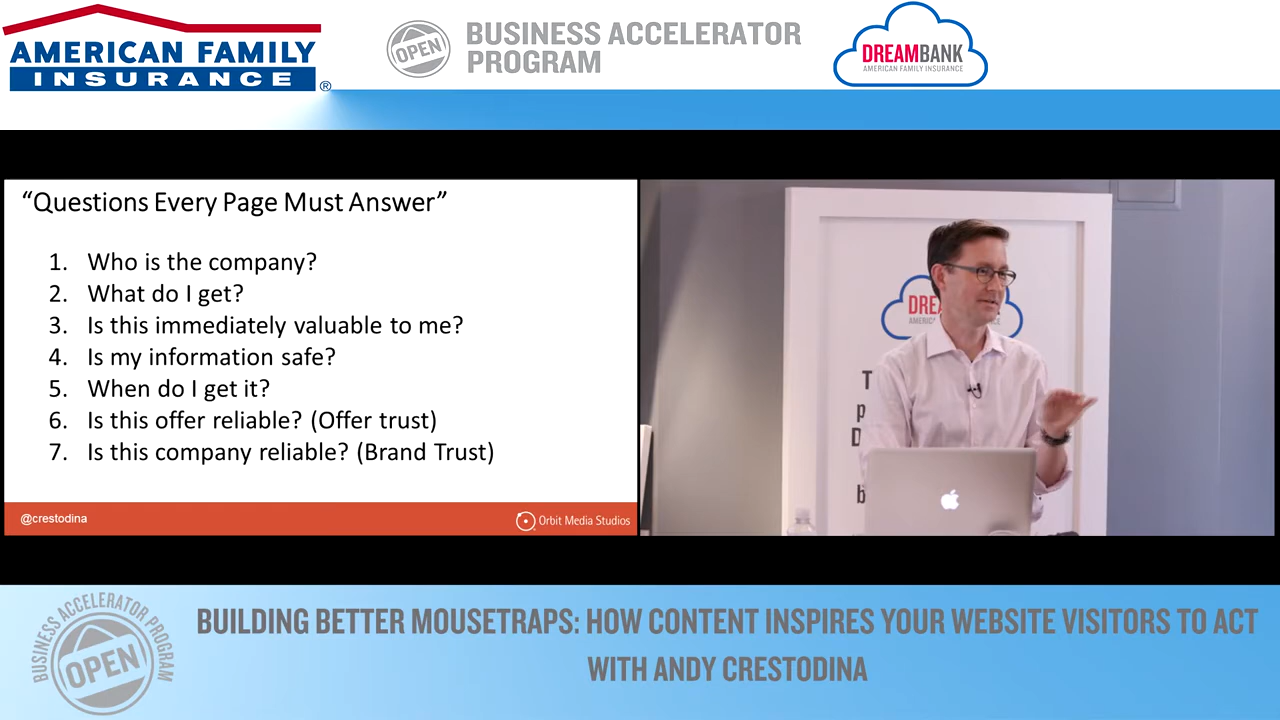 AMERICAN FAMILY
INSURANCE ®
OPEN
BUSINESS ACCELERATOR
PROGRAM
DREAMBANK
AMERICAN FAMILY INSURANCE
“Questions Every Page Must Answer”
1. Who is the company?
2. What do I get?
3. Is this immediately valuable to me?
4. Is my information safe?
5. When do I get it?
6. Is this offer reliable? (Offer trust)
7. Is this company reliable? (Brand Trust)
@crestodina
Orbit Media Studios
BUSINESS ACCELERATOR PROGRAM
OPEN
BUILDING BETTER MOUSETRAPS: HOW CONTENT INSPIRES YOUR WEBSITE VISITORS TO ACT
WITH ANDY CRESTODINA